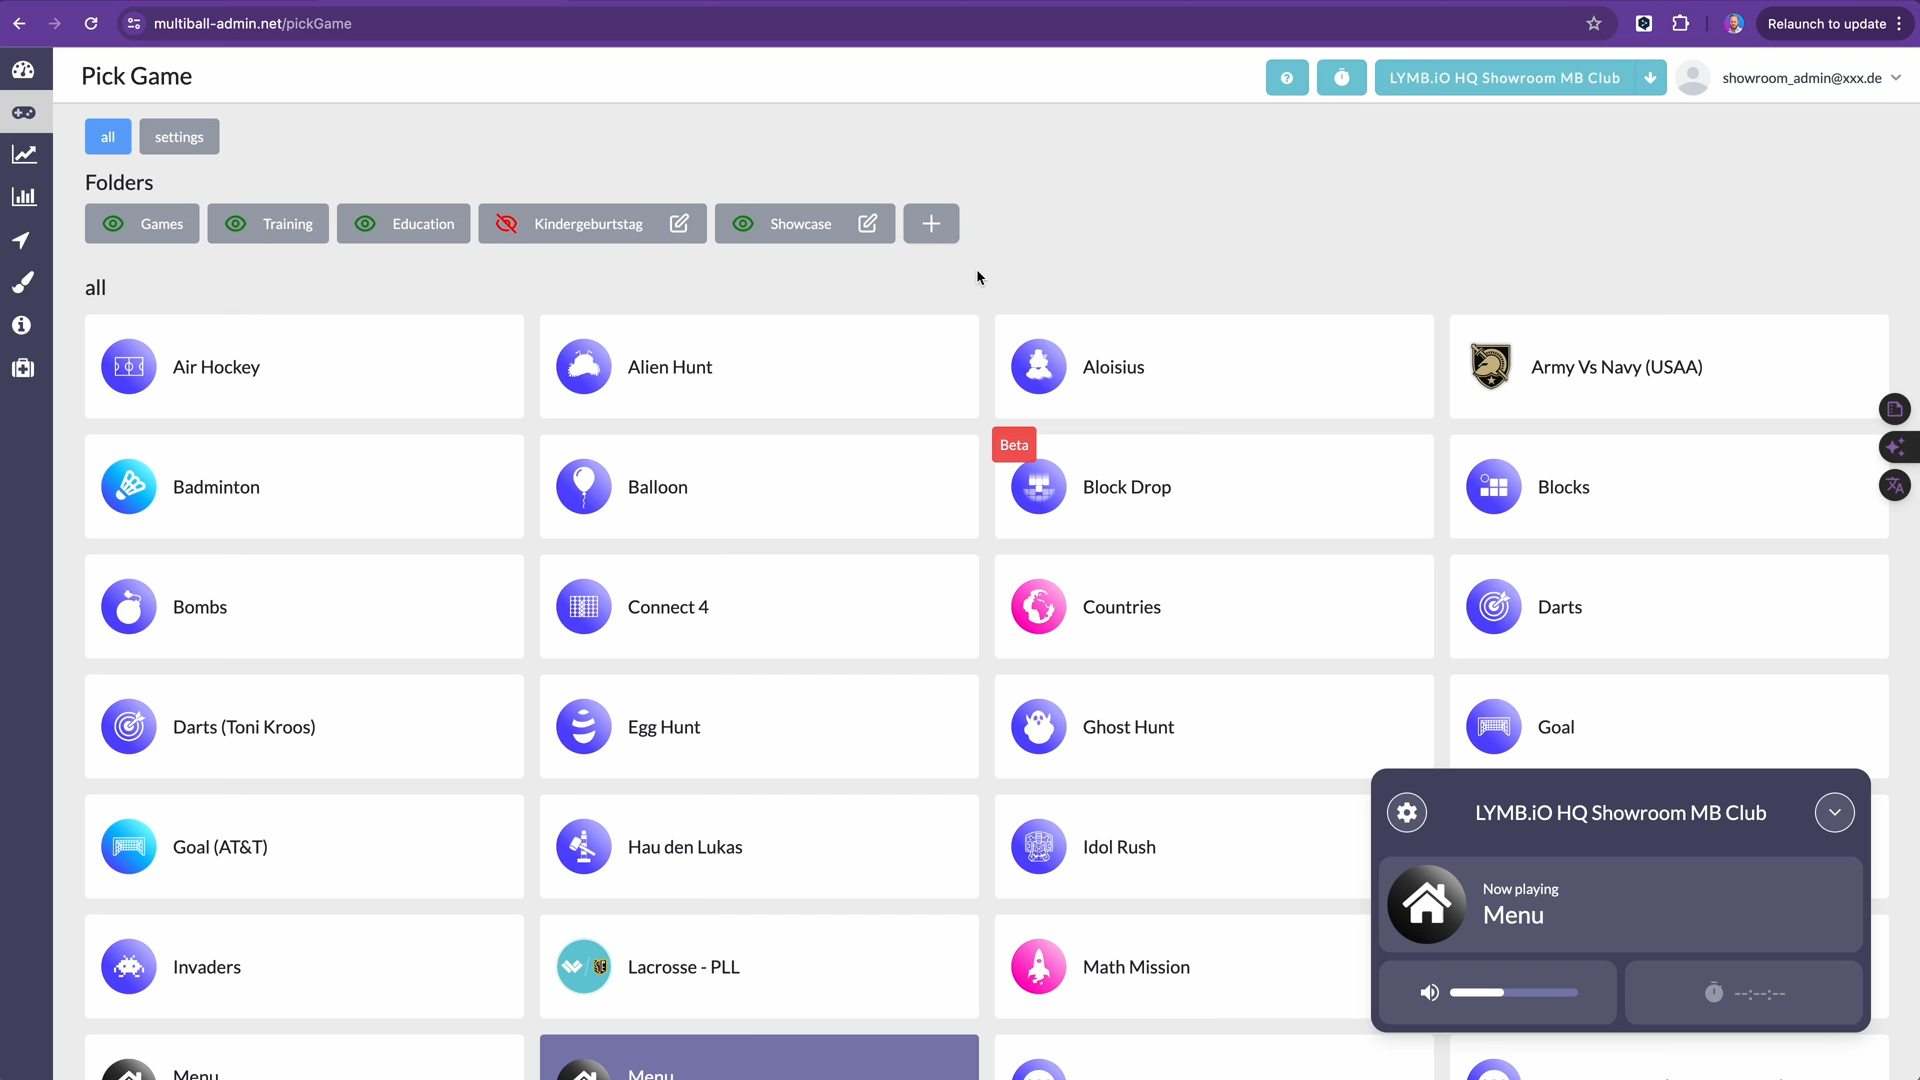 multiball-admin.net/pickGame
Relaunch to update
Pick Game
LYMB.iO HQ Showroom MB Club
showroom_admin@xxx.de
all
settings
Folders
Games
Training
Education
Kindergeburtstag
Showcase
all
Air Hockey
Alien Hunt
Aloisius
Army Vs Navy (USAA)
Badminton
Balloon
Beta
Block Drop
Blocks
Bombs
Connect 4
Countries
Darts
Darts (Toni Kroos)
Egg Hunt
Ghost Hunt
Goal
Goal (AT&T)
Hau den Lukas
Idol Rush
Invaders
Lacrosse - PLL
Math Mission
Menu
Menu
LYMB.iO HQ Showroom MB Club
Now playing
Menu
--:--:--